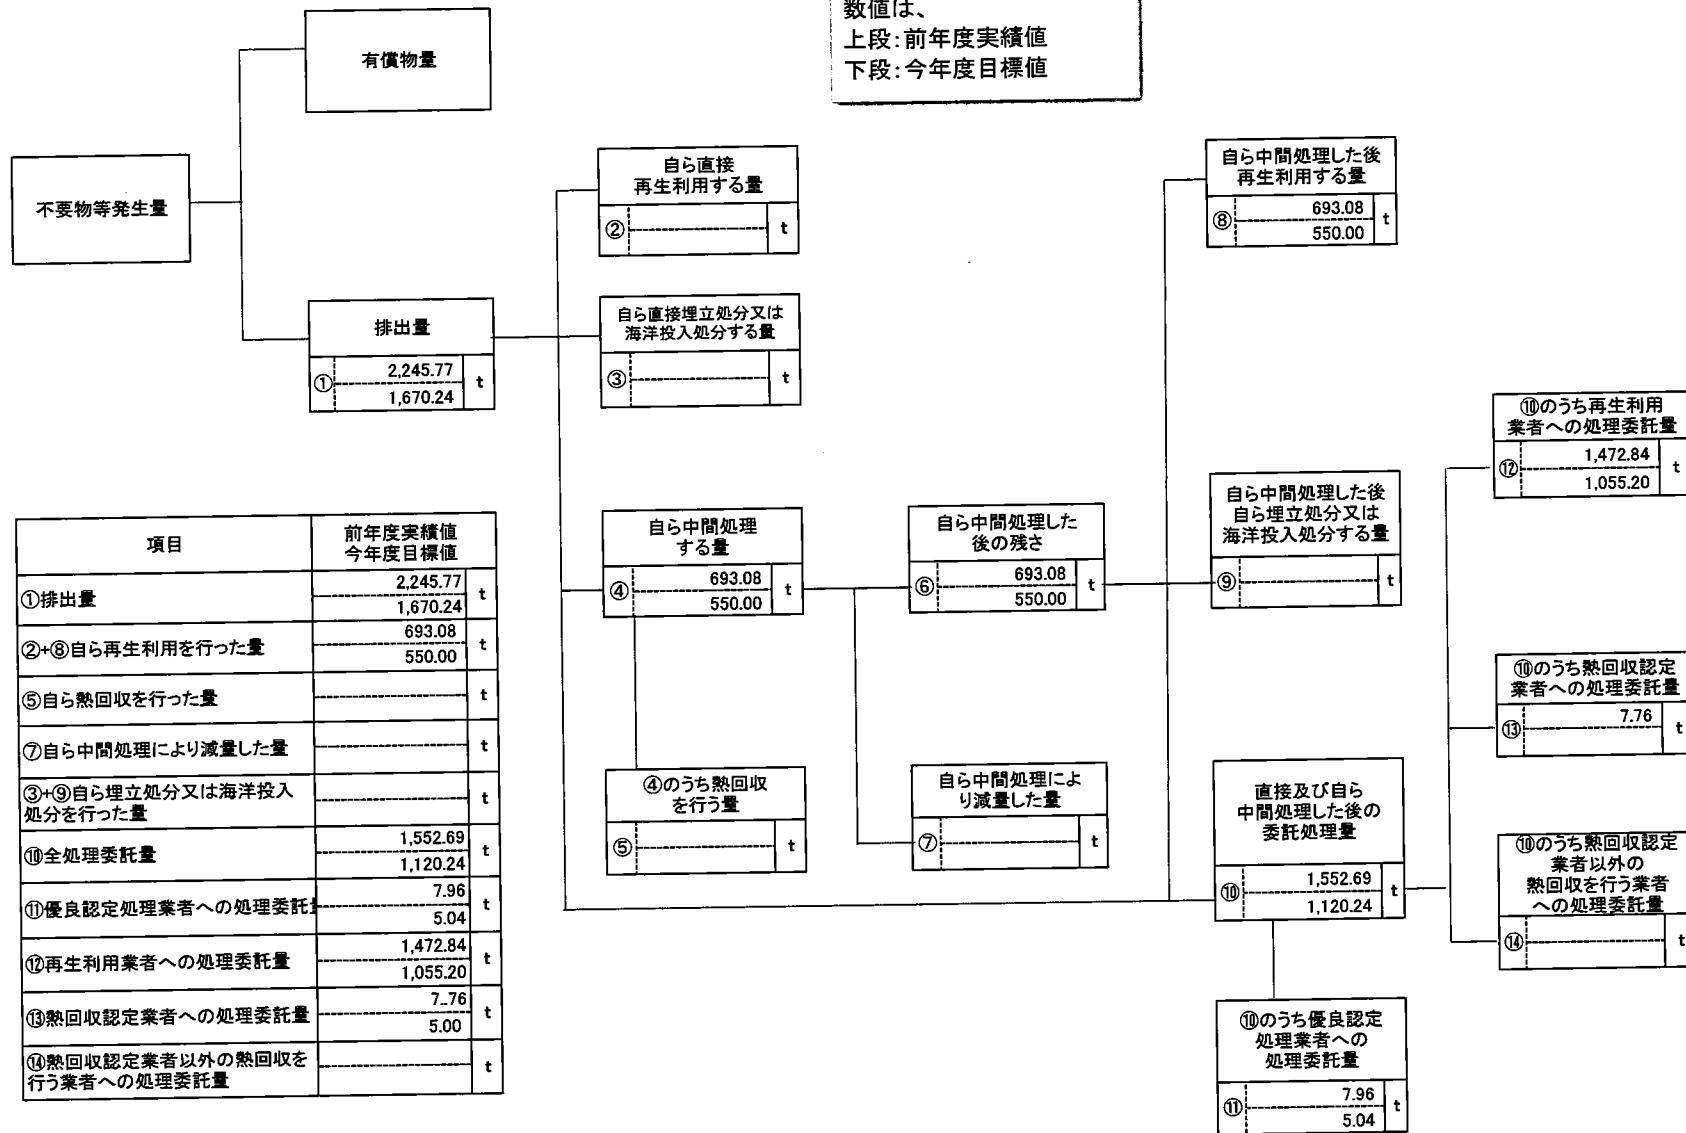 数値は、
上段：前年度実績値
下段：今年度目標値
有償物量
不要物等発生量
排出量
① 2,245.77 t
1,670.24
自ら直接
再生利用する量
② t
自ら直接埋立処分又は
海洋投入処分する量
③ t
自ら中間処理
する量
④ 693.08 t
550.00
④のうち熱回収
を行う量
⑤ t
自ら中間処理した
後の残さ
⑥ 693.08 t
550.00
自ら中間処理によ
り減量した量
⑦ t
自ら中間処理した後
再生利用する量
⑧ 693.08 t
550.00
自ら中間処理した後
自ら埋立処分又は
海洋投入処分する量
⑨ t
直接及び自ら
中間処理した後の
委託処理量
⑩ 1,552.69 t
1,120.24
⑩のうち優良認定
処理業者への
処理委託量
⑪ 7.96 t
5.04
⑩のうち再生利用
業者への処理委託量
⑫ 1,472.84 t
1,055.20
⑩のうち熱回収認定
業者への処理委託量
⑬ 7.76 t
⑩のうち熱回収認定
業者以外の
熱回収を行う業者
への処理委託量
⑭ t
項目 前年度実績値
今年度目標値
①排出量 2,245.77 t
1,670.24
②+⑧自ら再生利用を行った量 693.08 t
550.00
⑤自ら熱回収を行った量 t
⑦自ら中間処理により減量した量 t
③+⑨自ら埋立処分又は海洋投入
処分を行った量 t
⑩全処理委託量 1,552.69 t
1,120.24
⑪優良認定処理業者への処理委託 7.96 t
5.04
⑫再生利用業者への処理委託量 1,472.84 t
1,055.20
⑬熱回収認定業者への処理委託量 7..76 t
5.00
⑭熱回収認定業者以外の熱回収を
行う業者への処理委託量 t